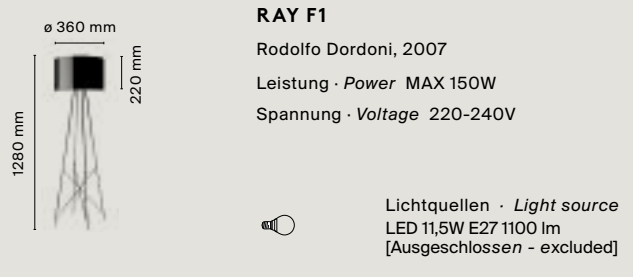 RAY F1
Rodolfo Dordoni, 2007
Leistung · Power MAX 150W
Spannung · Voltage 220-240V
ø 360 mm
220 mm
1280 mm
Lichtquellen · Light source
LED 11,5W E27 1100 lm
[Ausgeschlossen - excluded]